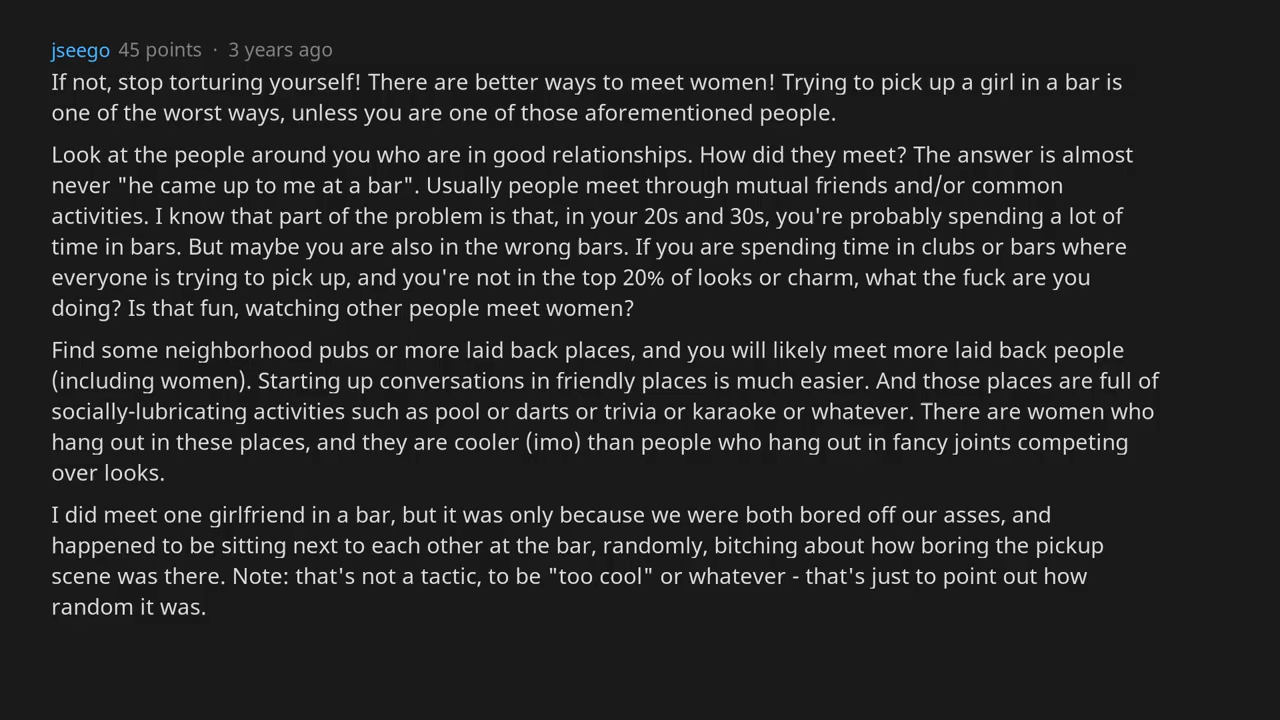 jseego 45 points · 3 years ago
If not, stop torturing yourself! There are better ways to meet women! Trying to pick up a girl in a bar is
one of the worst ways, unless you are one of those aforementioned people.
Look at the people around you who are in good relationships. How did they meet? The answer is almost
never "he came up to me at a bar". Usually people meet through mutual friends and/or common
activities. I know that part of the problem is that, in your 20s and 30s, you're probably spending a lot of
time in bars. But maybe you are also in the wrong bars. If you are spending time in clubs or bars where
everyone is trying to pick up, and you're not in the top 20% of looks or charm, what the fuck are you
doing? Is that fun, watching other people meet women?
Find some neighborhood pubs or more laid back places, and you will likely meet more laid back people
(including women). Starting up conversations in friendly places is much easier. And those places are full of
socially-lubricating activities such as pool or darts or trivia or karaoke or whatever. There are women who
hang out in these places, and they are cooler (imo) than people who hang out in fancy joints competing
over looks.
I did meet one girlfriend in a bar, but it was only because we were both bored off our asses, and
happened to be sitting next to each other at the bar, randomly, bitching about how boring the pickup
scene was there. Note: that's not a tactic, to be "too cool" or whatever - that's just to point out how
random it was.